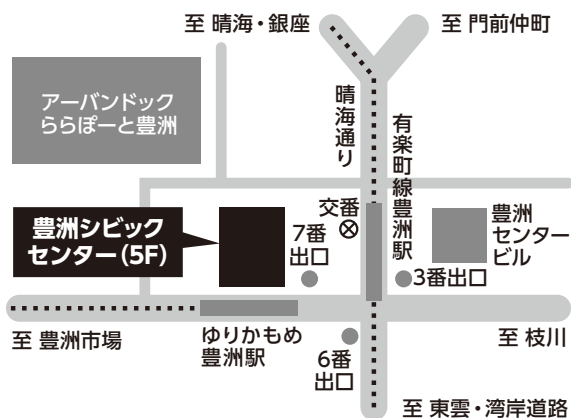 至 晴海・銀座
至 門前仲町
アーバンドック
ららぽーと豊洲
晴海通り
有楽町線豊洲駅
豊洲シビック
センター(5F)
交番
7番
出口
豊洲
センター
ビル
3番出口
至 豊洲市場
ゆりかもめ
豊洲駅
6番
出口
至 枝川
至 東雲・湾岸道路